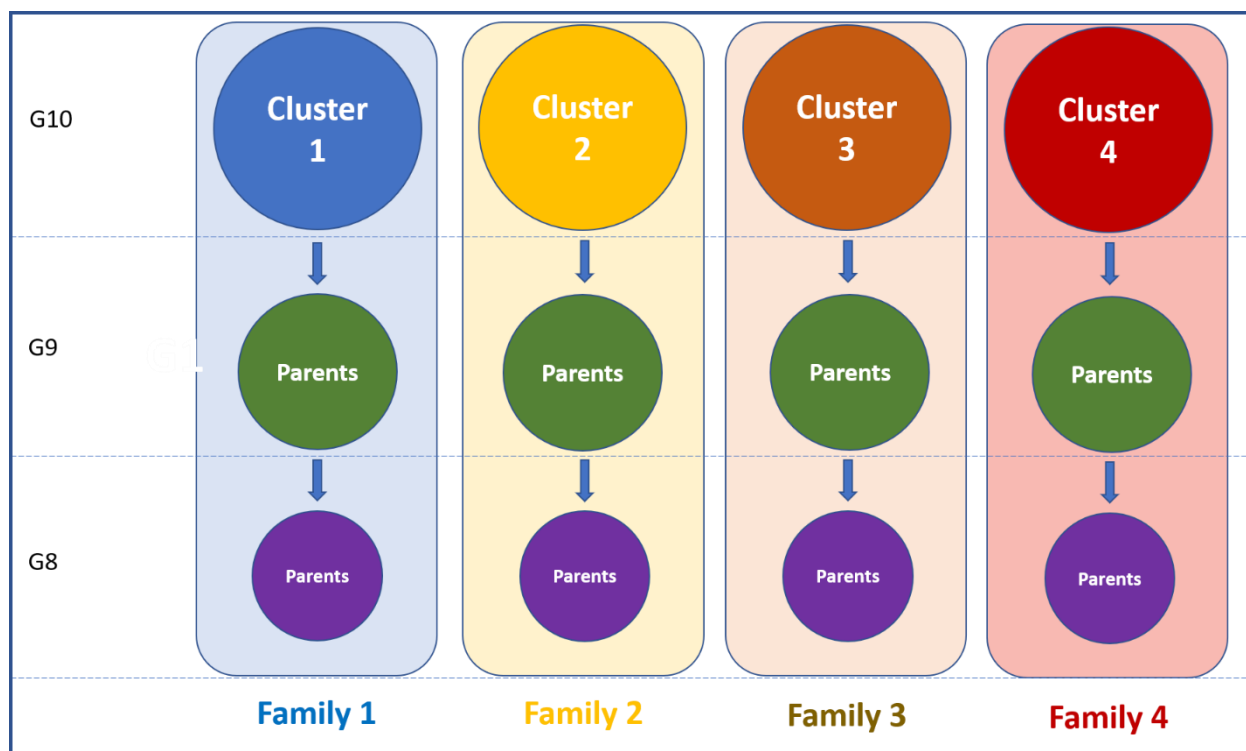 G10
Cluster
1
Cluster
2
Cluster
3
Cluster
4
G9
G1
Parents
Parents
Parents
Parents
G8
Parents
Parents
Parents
Parents
Family 1
Family 2
Family 3
Family 4